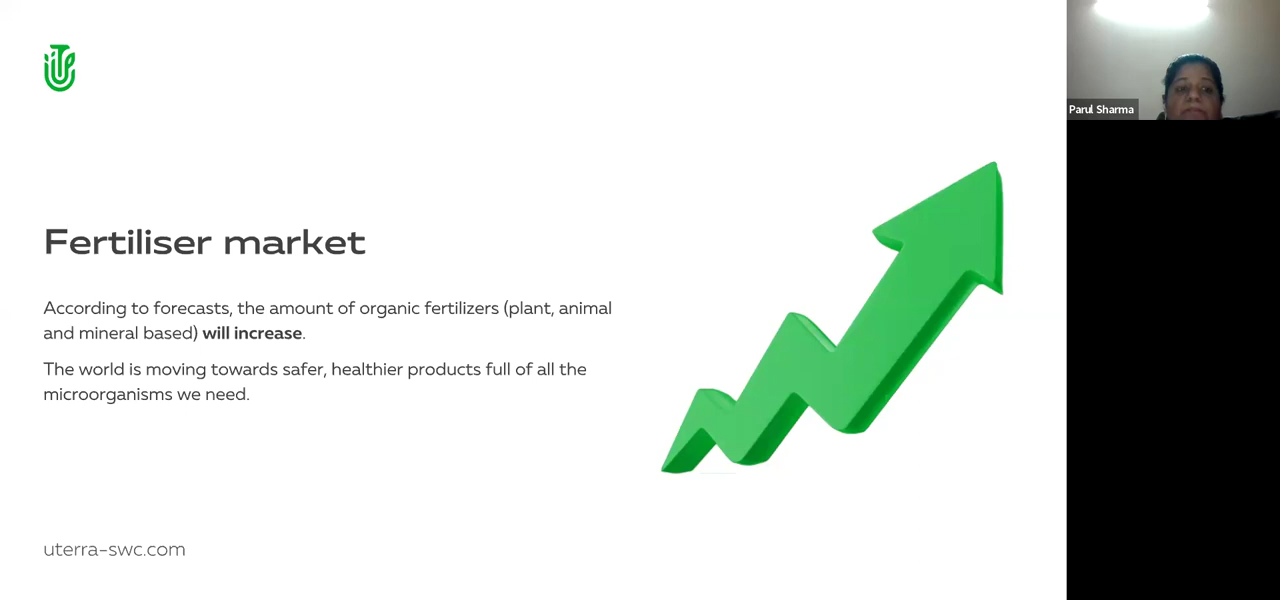 Fertiliser market
According to forecasts, the amount of organic fertilizers (plant, animal
and mineral based) will increase.
The world is moving towards safer, healthier products full of all the
microorganisms we need.
uterra-swc.com
Parul Sharma